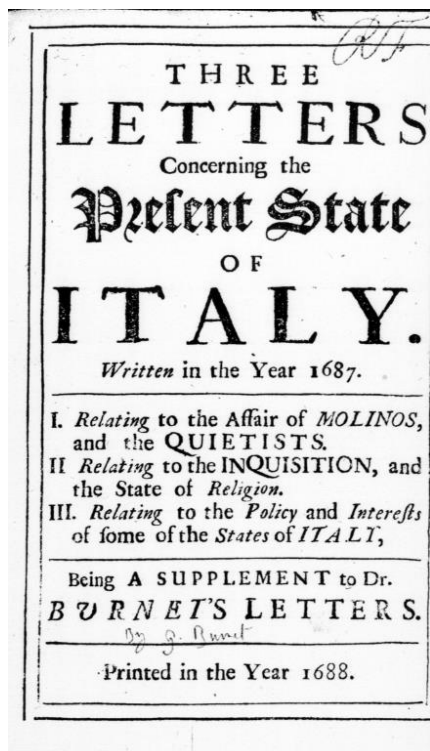 THREE
LETTERS
Concerning the
Preſent State
OF
ITALY.
Written in the Year 1687.
I. Relating to the Affair of MOLINOS,
and the QUIETISTS.
II Relating to the INQUISITION, and
the State of Religion.
III. Relating to the Policy and Intereſts
of ſome of the States of ITALY,
Being A SUPPLEMENT to Dr.
BURNET'S LETTERS.
By G. Burnet
Printed in the Year 1688.